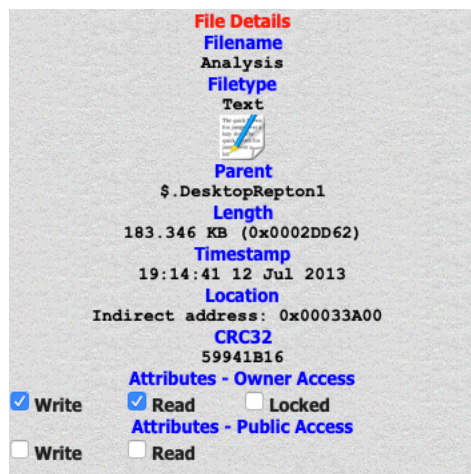 File Details
Filename
Analysis
Filetype
Text
Parent
$.DesktopRepton1
Length
183.346 KB (0x0002DD62)
Timestamp
19:14:41 12 Jul 2013
Location
Indirect address: 0x00033A00
CRC32
59941B16
Attributes - Owner Access
Write Read Locked
Attributes - Public Access
Write Read